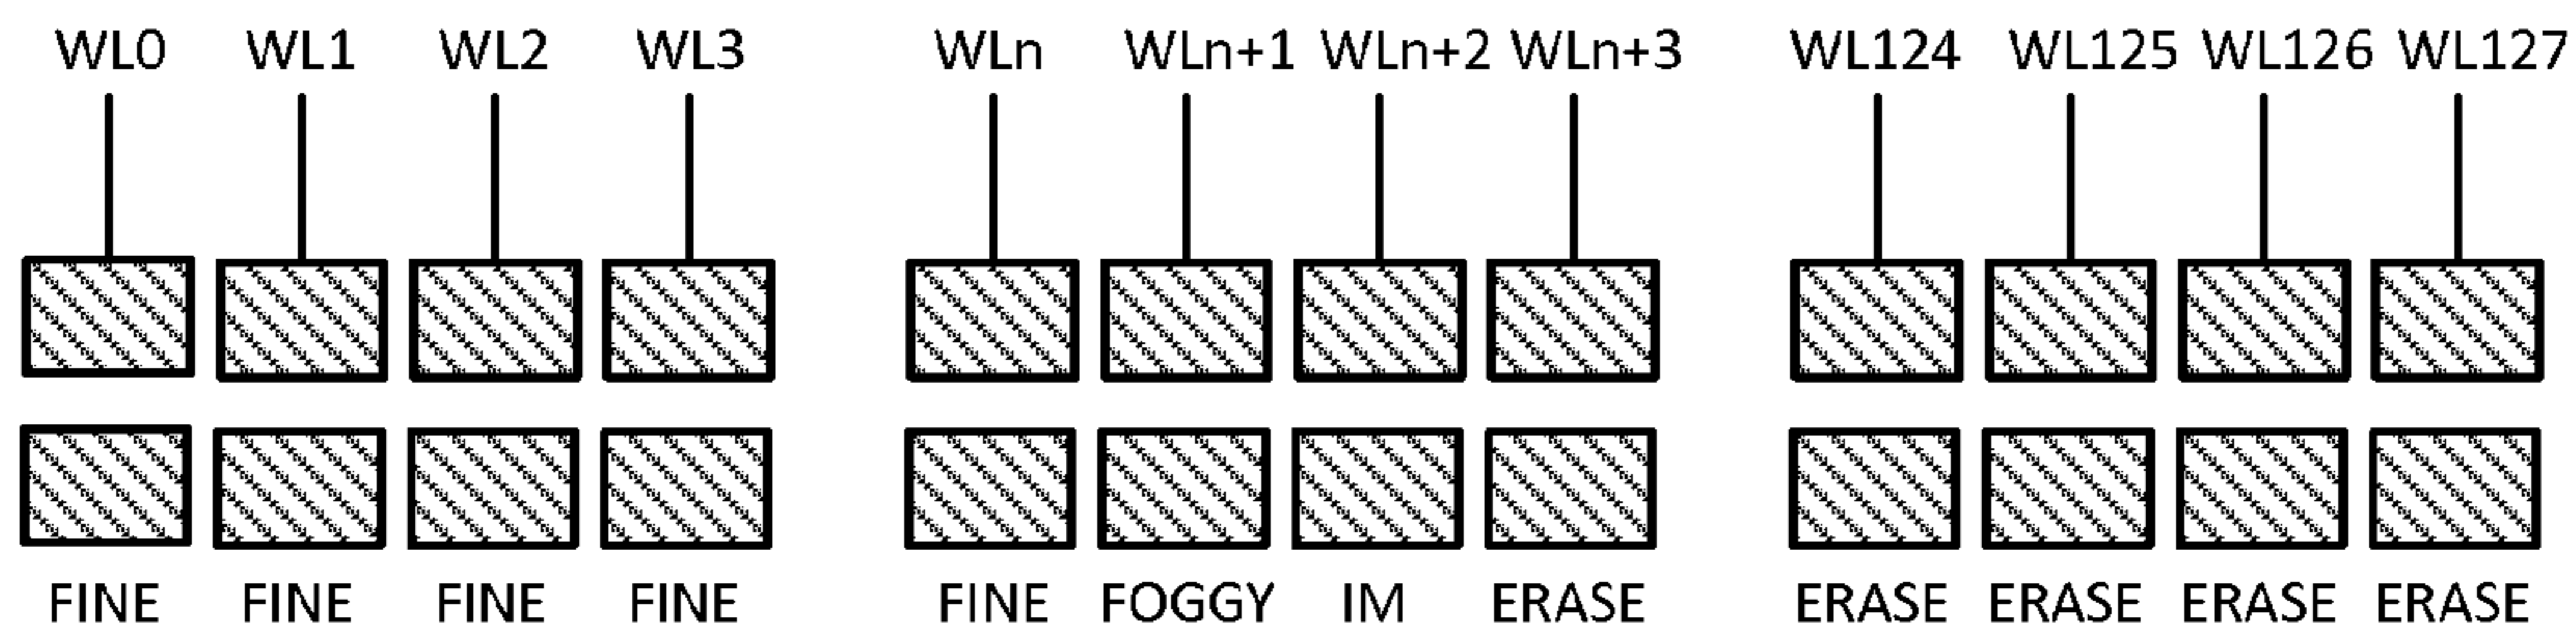 WL0 WL1 WL2 WL3 WLn WLn+1 WLn+2 WLn+3 WL124 WL125 WL126 WL127
FINE FINE FINE FINE FINE FOGGY IM ERASE ERASE ERASE ERASE ERASE